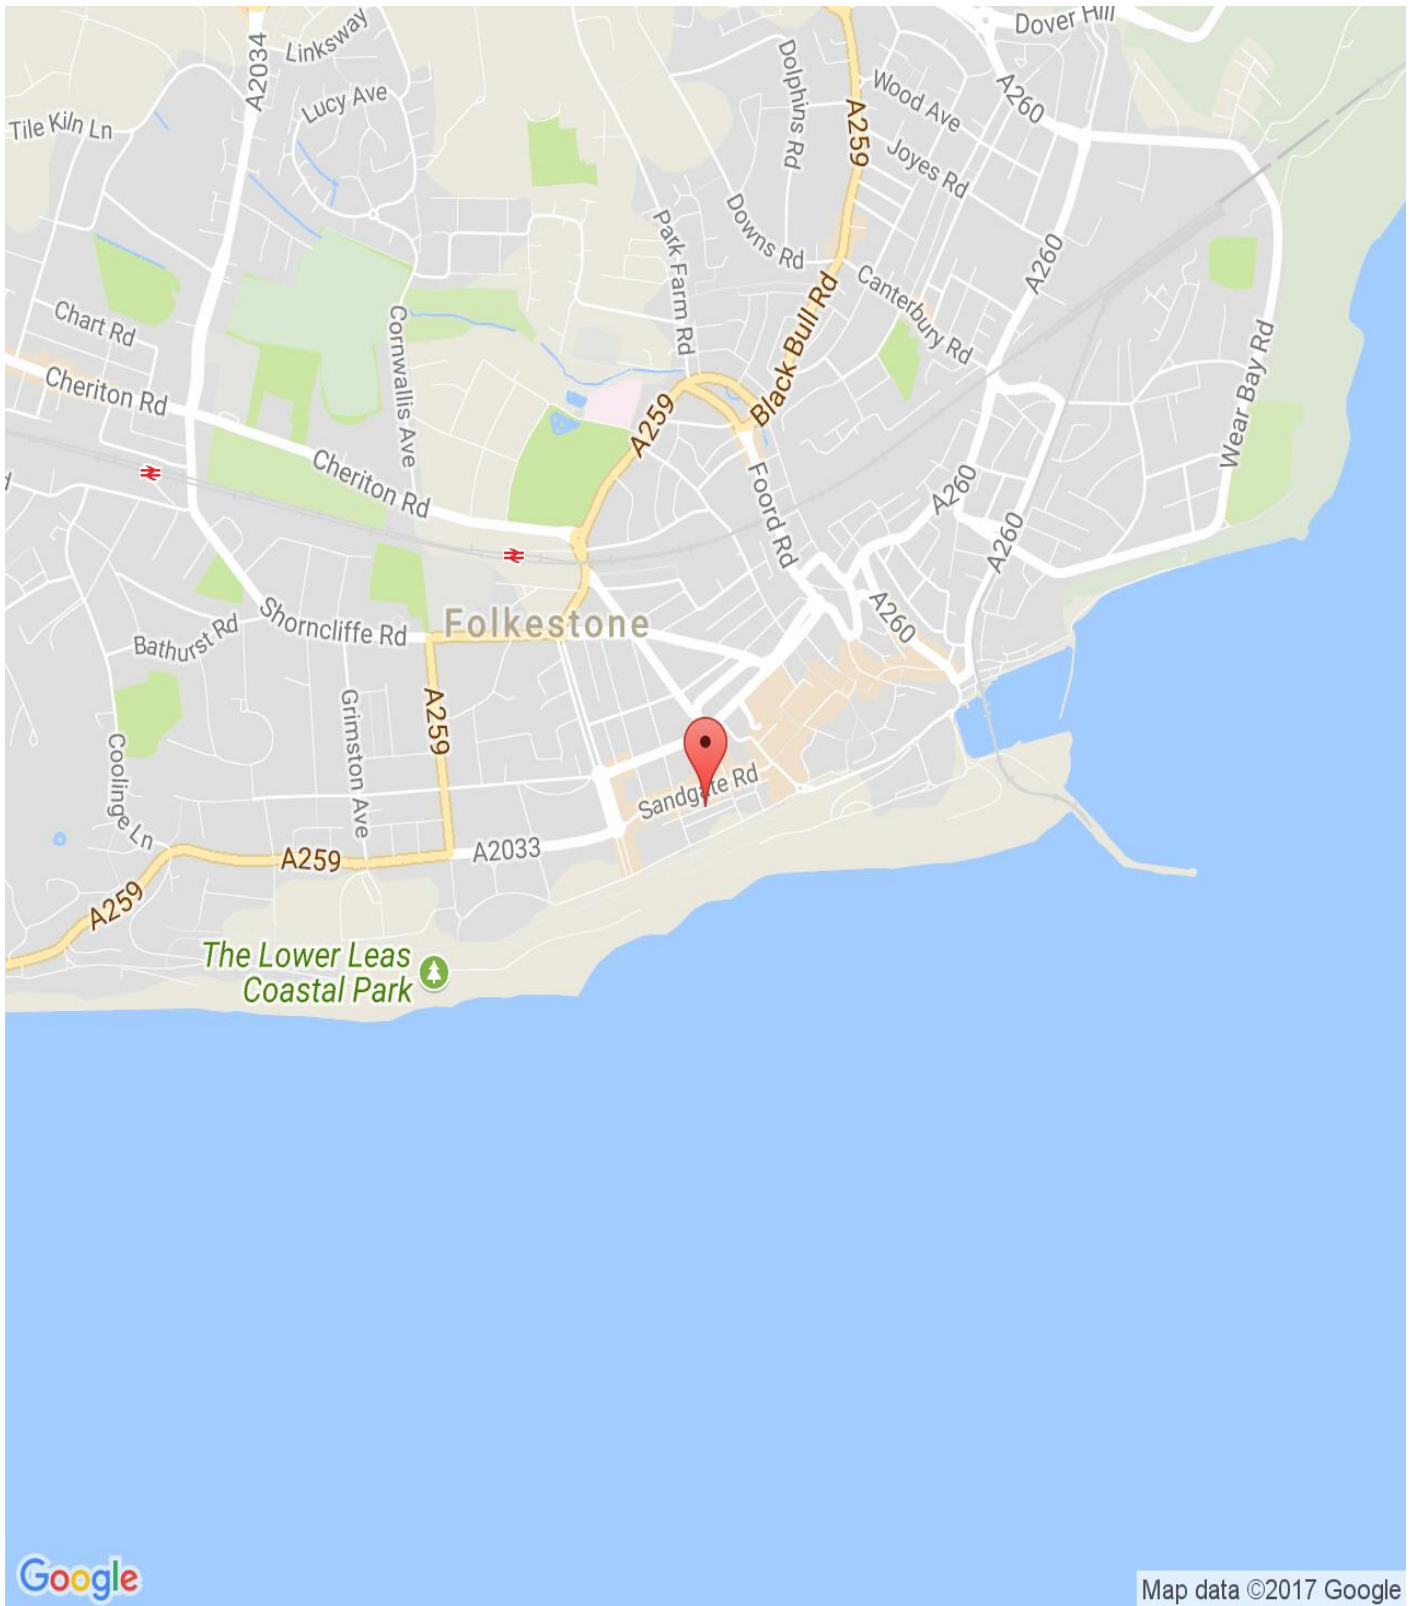 Dover Hill
Linksway
A2034
Dolphins Rd
Wood Ave
A260
Lucy Ave
A259
Tile Kiln Ln
Joyes Rd
Park Farm Rd
Downs Rd
A260
Canterbury Rd
Chart Rd
Cornwallis Ave
Black Bull Rd
Wear Bay Rd
Cheriton Rd
A259
Cheriton Rd
Foord Rd
A260
A260
Shorncliffe Rd
Folkestone
A260
Bathurst Rd
Grimston Ave
A259
Coolinge Ln
Sandgate Rd
A2033
A259
A259
The Lower Leas
Coastal Park
Google
Map data ©2017 Google